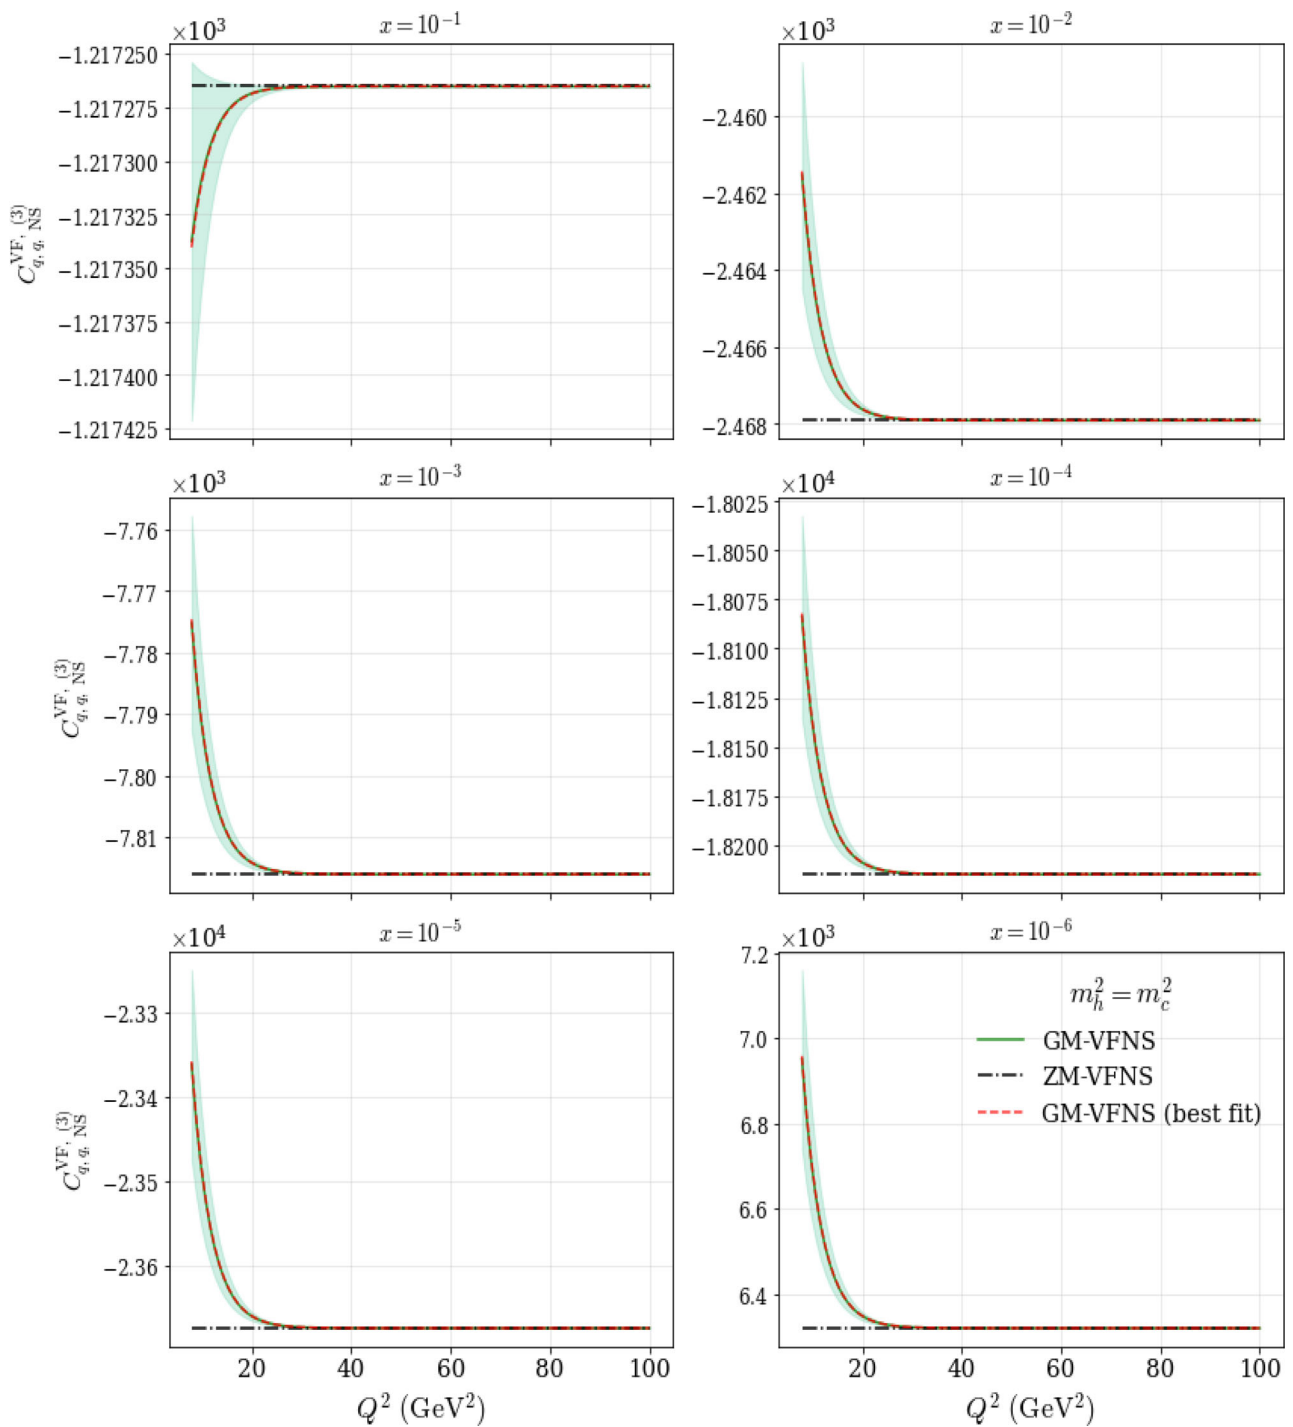 ×10³ x = 10⁻¹
−1.217250
−1.217275
−1.217300
−1.217325
−1.217350
−1.217375
−1.217400
−1.217425
C^{VF, (3)}_{q, q, NS}
×10³ x = 10⁻²
−2.460
−2.462
−2.464
−2.466
−2.468
×10³ x = 10⁻³
−7.76
−7.77
−7.78
−7.79
−7.80
−7.81
C^{VF, (3)}_{q, q, NS}
×10⁴ x = 10⁻⁴
−1.8025
−1.8050
−1.8075
−1.8100
−1.8125
−1.8150
−1.8175
−1.8200
×10⁴ x = 10⁻⁵
−2.33
−2.34
−2.35
−2.36
C^{VF, (3)}_{q, q, NS}
20 40 60 80 100
Q² (GeV²)
×10³ x = 10⁻⁶
7.2
7.0
6.8
6.6
6.4
m_h² = m_c²
GM-VFNS
ZM-VFNS
GM-VFNS (best fit)
20 40 60 80 100
Q² (GeV²)